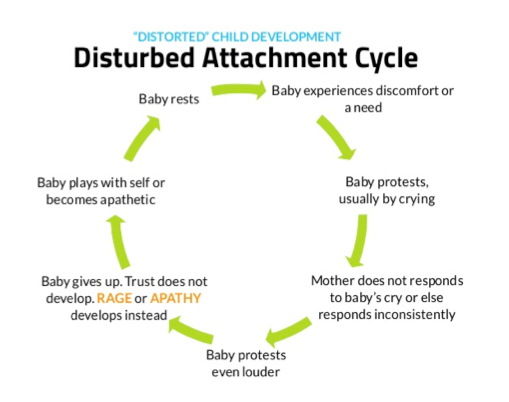 "DISTORTED" CHILD DEVELOPMENT
Disturbed Attachment Cycle
Baby rests
Baby experiences discomfort or
a need
Baby protests,
usually by crying
Mother does not responds
to baby's cry or else
responds inconsistently
Baby protests
even louder
Baby gives up. Trust does not
develop. RAGE or APATHY
develops instead
Baby plays with self or
becomes apathetic